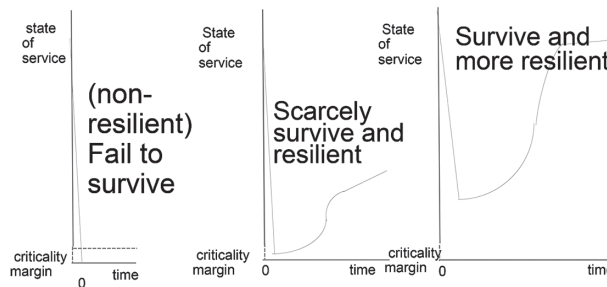 state
of
service
(non-
resilient)
Fail to
survive
criticality
margin
0
time
State
of
service
Scarcely
survive and
resilient
criticality
margin
0
time
State
of
service
Survive and
more resilient
criticality
margin
0
time